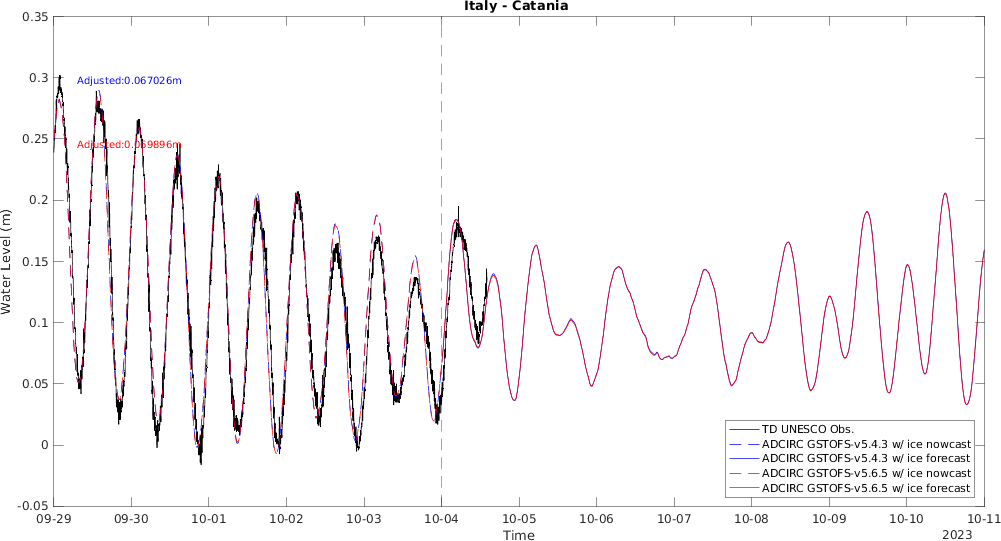 Italy - Catania
0.35
0.3
0.25
0.2
0.15
0.1
0.05
0
-0.05
Water Level (m)
Adjusted:0.067026m
Adjusted:0.059896m
TD UNESCO Obs.
ADCIRC GSTOFS-v5.4.3 w/ ice nowcast
ADCIRC GSTOFS-v5.4.3 w/ ice forecast
ADCIRC GSTOFS-v5.6.5 w/ ice nowcast
ADCIRC GSTOFS-v5.6.5 w/ ice forecast
09-29 09-30 10-01 10-02 10-03 10-04 10-05 10-06 10-07 10-08 10-09 10-10 10-11
Time
2023